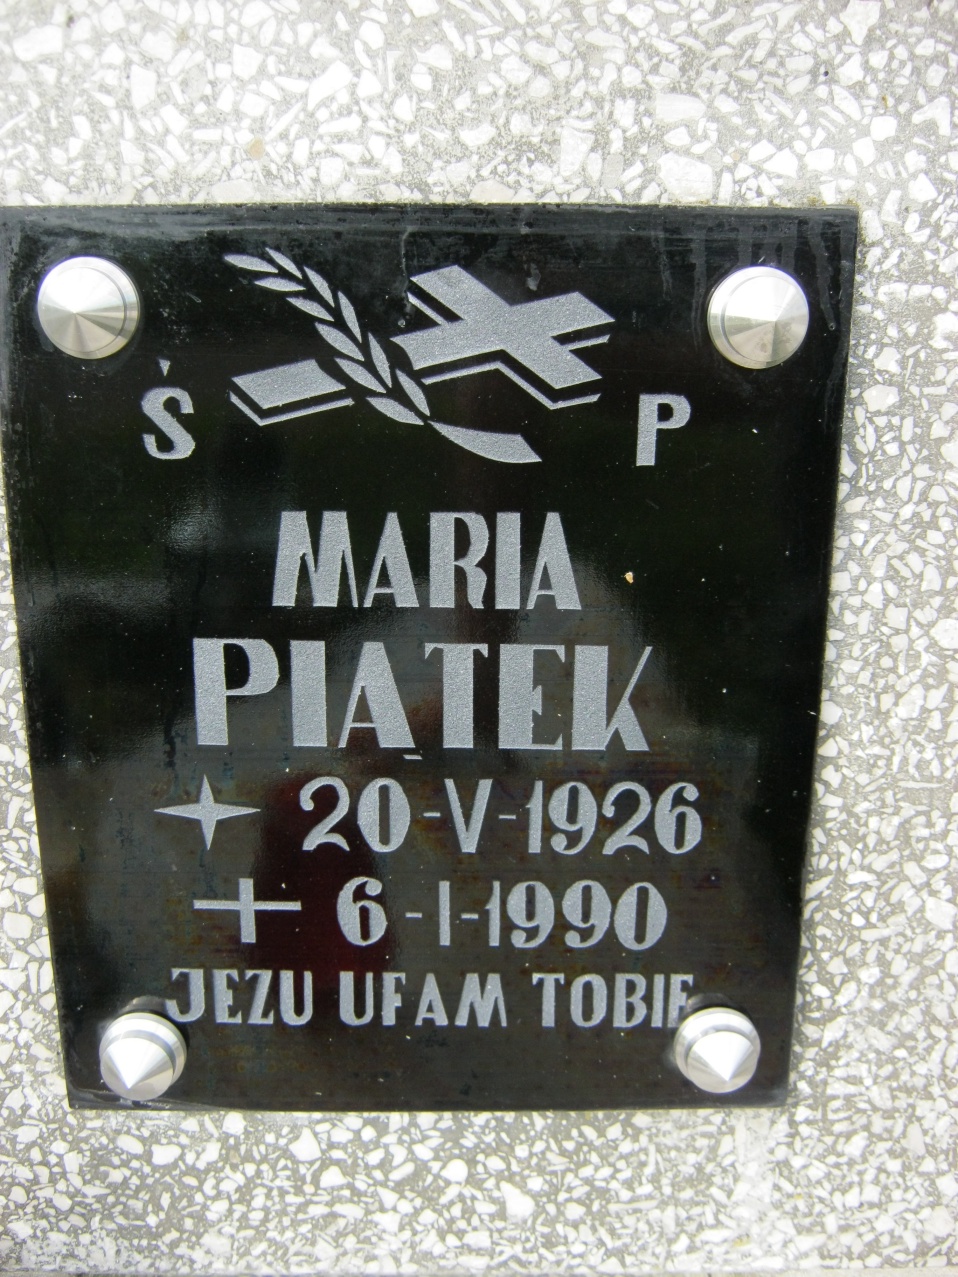 Ś P
MARIA
PIĄTEK
20-V-1926
6-I-1990
JEZU UFAM TOBIE